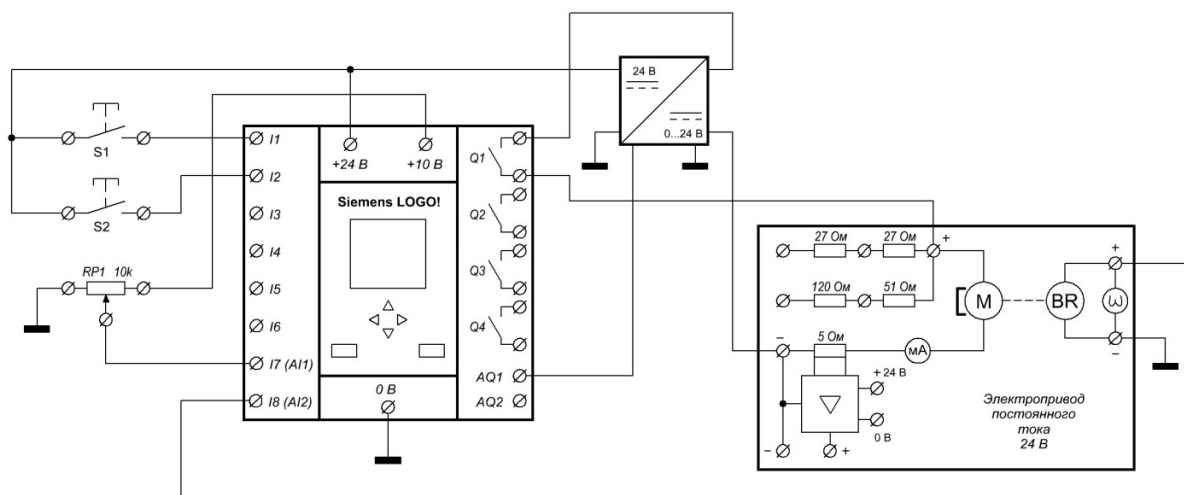 24 В
0...24 В
S1
S2
RP1 10k
I1
I2
I3
I4
I5
I6
I7 (AI1)
I8 (AI2)
+24 В
+10 В
Siemens LOGO!
0 В
Q1
Q2
Q3
Q4
AQ1
AQ2
27 Ом
27 Ом
+
120 Ом
51 Ом
M
BR
+
ω
−
−
5 Ом
мА
+ 24 В
0 В
−
+
Электропривод
постоянного
тока
24 В